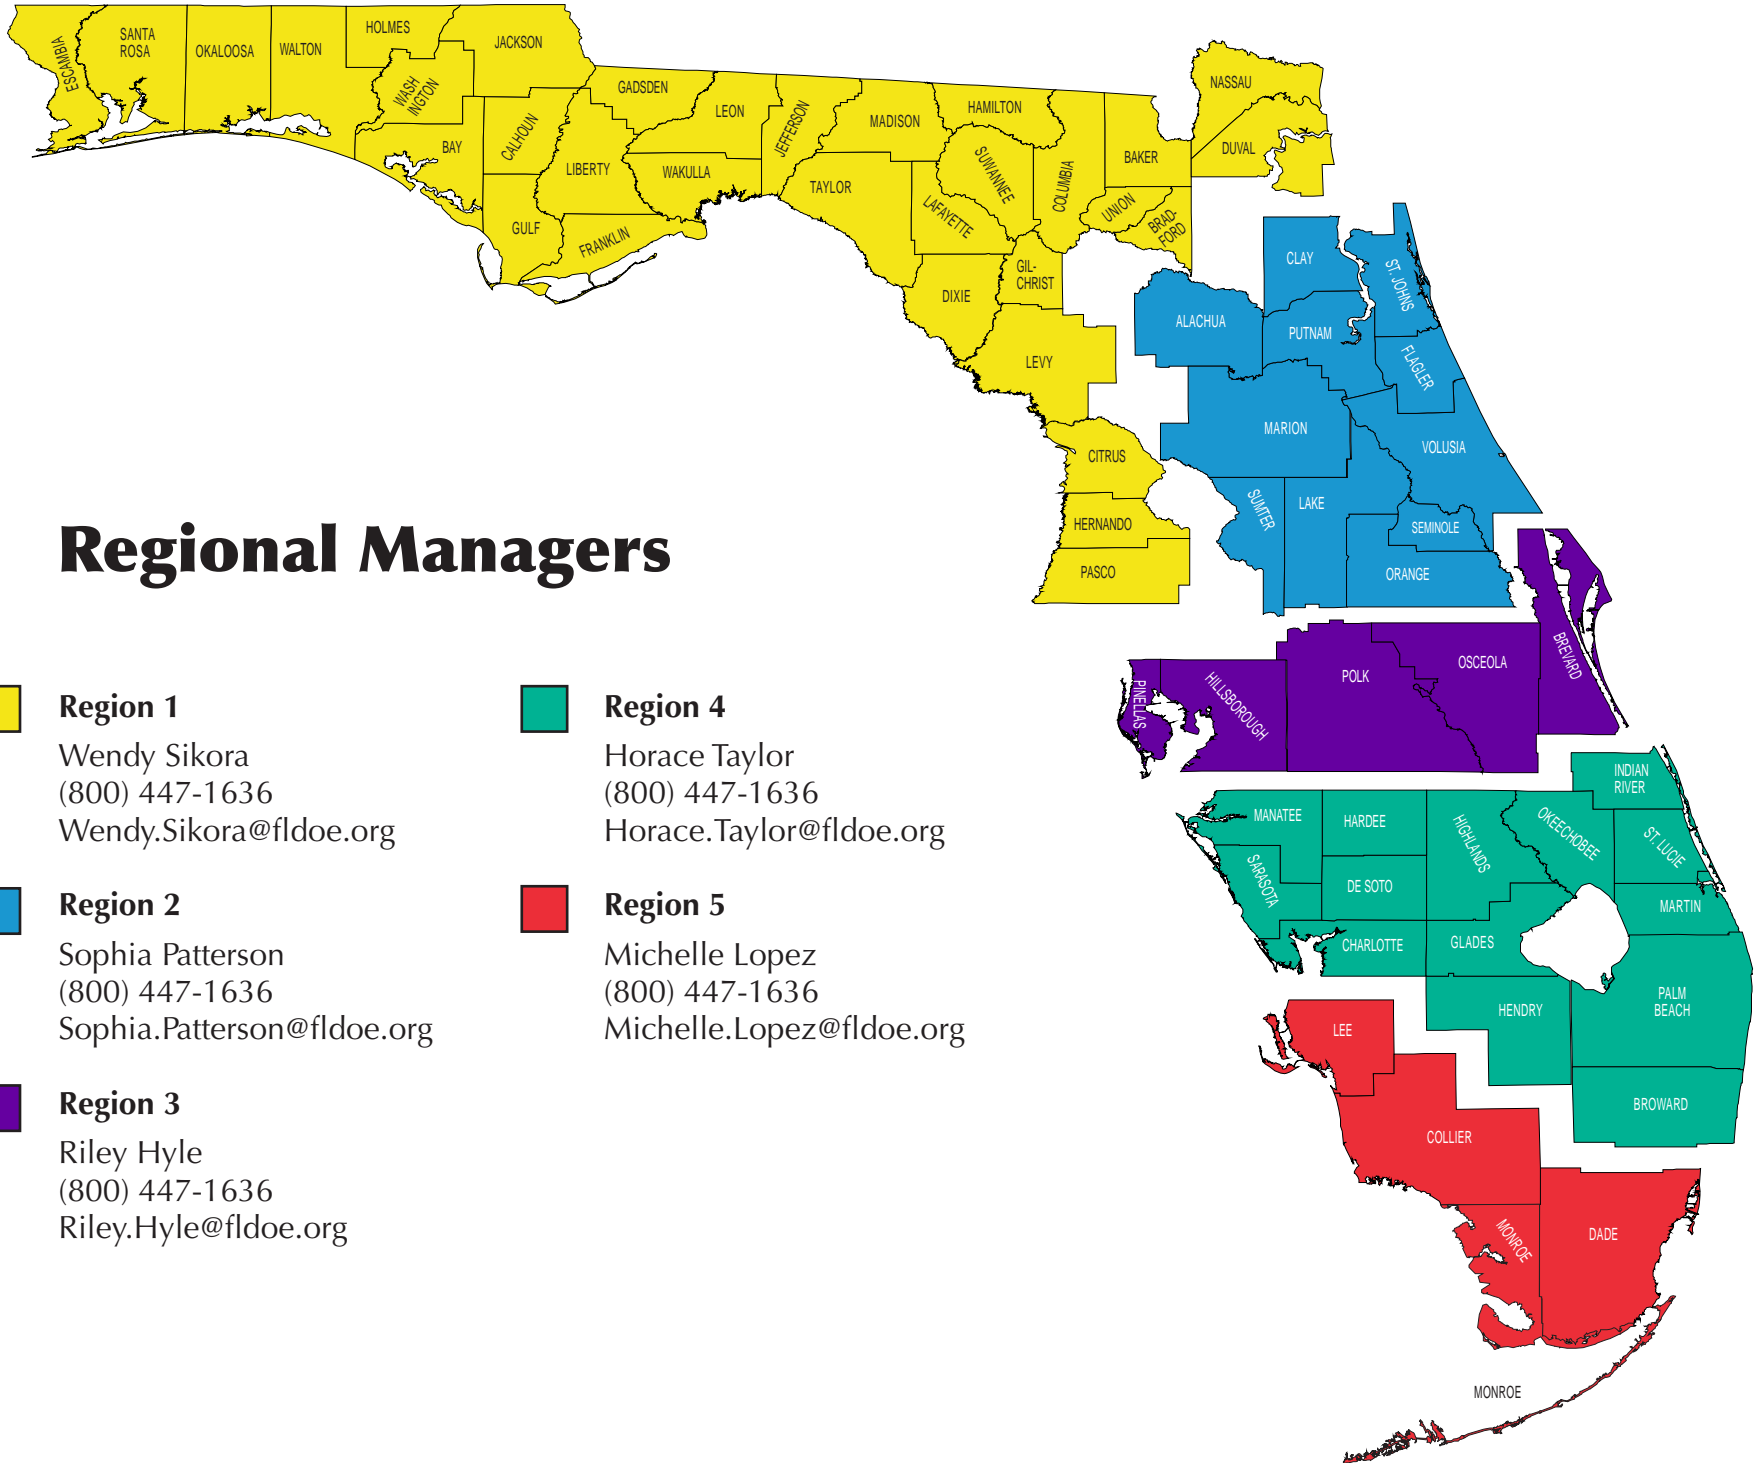 ESCAMBIA
SANTA
ROSA
OKALOOSA
WALTON
HOLMES
WASH
INGTON
JACKSON
BAY
CALHOUN
GULF
LIBERTY
GADSDEN
FRANKLIN
LEON
WAKULLA
JEFFERSON
MADISON
TAYLOR
HAMILTON
SUWANNEE
LAFAYETTE
DIXIE
COLUMBIA
GIL-
CHRIST
LEVY
BAKER
UNION
BRAD-
FORD
NASSAU
DUVAL
CITRUS
HERNANDO
PASCO
CLAY
ST. JOHNS
ALACHUA
PUTNAM
FLAGLER
MARION
VOLUSIA
SUMTER
LAKE
SEMINOLE
ORANGE
BREVARD
OSCEOLA
POLK
HILLSBOROUGH
PINELLAS
INDIAN
RIVER
MANATEE
HARDEE
HIGHLANDS
OKEECHOBEE
ST. LUCIE
SARASOTA
DE SOTO
MARTIN
CHARLOTTE
GLADES
HENDRY
PALM
BEACH
BROWARD
LEE
COLLIER
MONROE
DADE
MONROE
Regional Managers
Region 1
Wendy Sikora
(800) 447-1636
Wendy.Sikora@fldoe.org
Region 2
Sophia Patterson
(800) 447-1636
Sophia.Patterson@fldoe.org
Region 3
Riley Hyle
(800) 447-1636
Riley.Hyle@fldoe.org
Region 4
Horace Taylor
(800) 447-1636
Horace.Taylor@fldoe.org
Region 5
Michelle Lopez
(800) 447-1636
Michelle.Lopez@fldoe.org